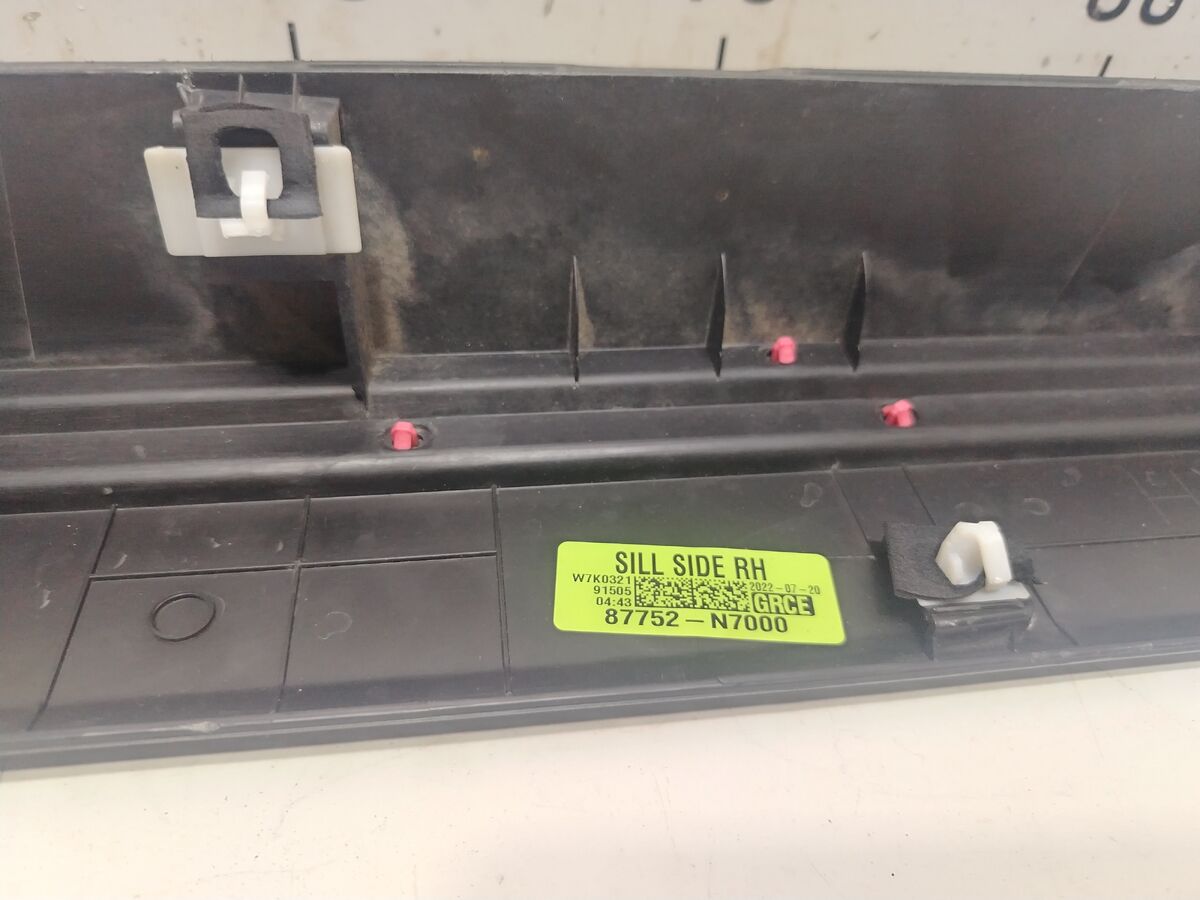 SILL SIDE RH
W7K0321
2022-07-20
91505
04:43
GRCE
87752-N7000